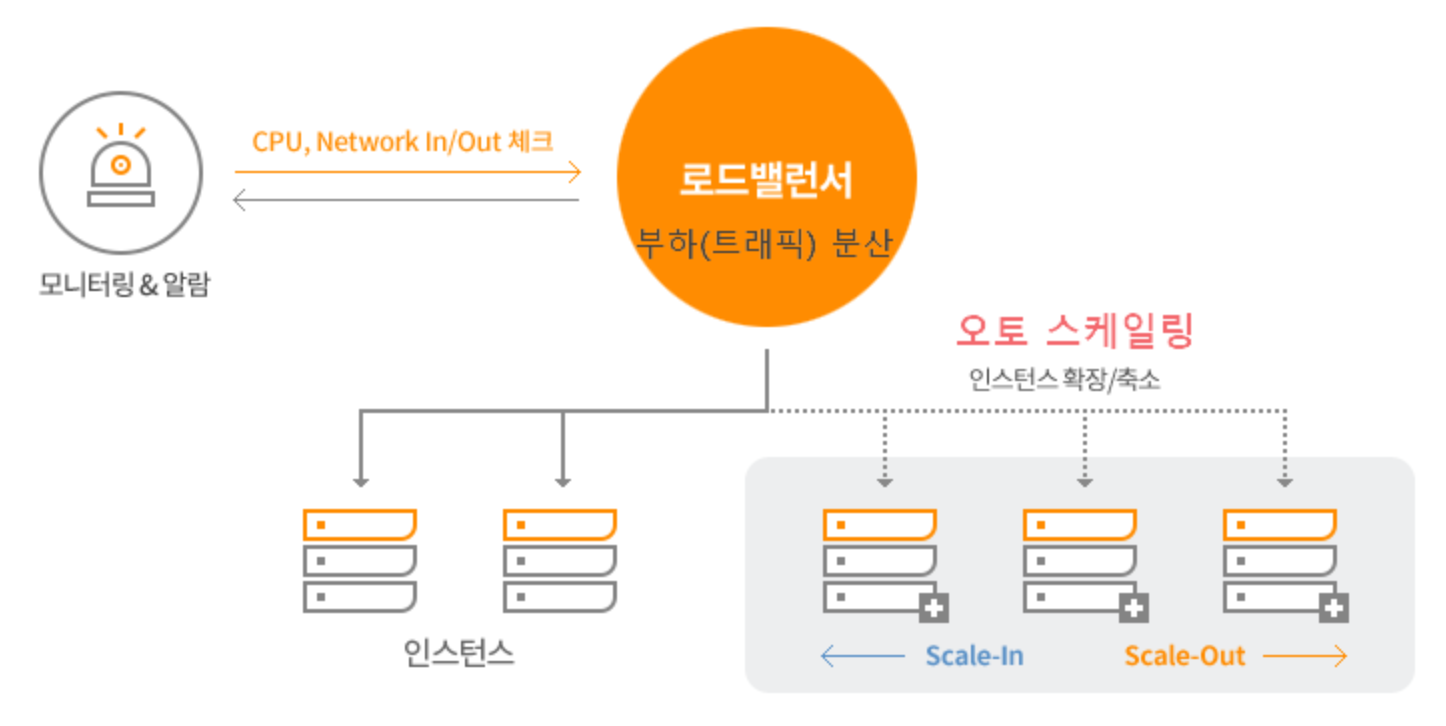 CPU, Network In/Out 체크
로드밸런서
부하(트래픽) 분산
모니터링 & 알람
오토 스케일링
인스턴스 확장/축소
인스턴스
Scale-In
Scale-Out